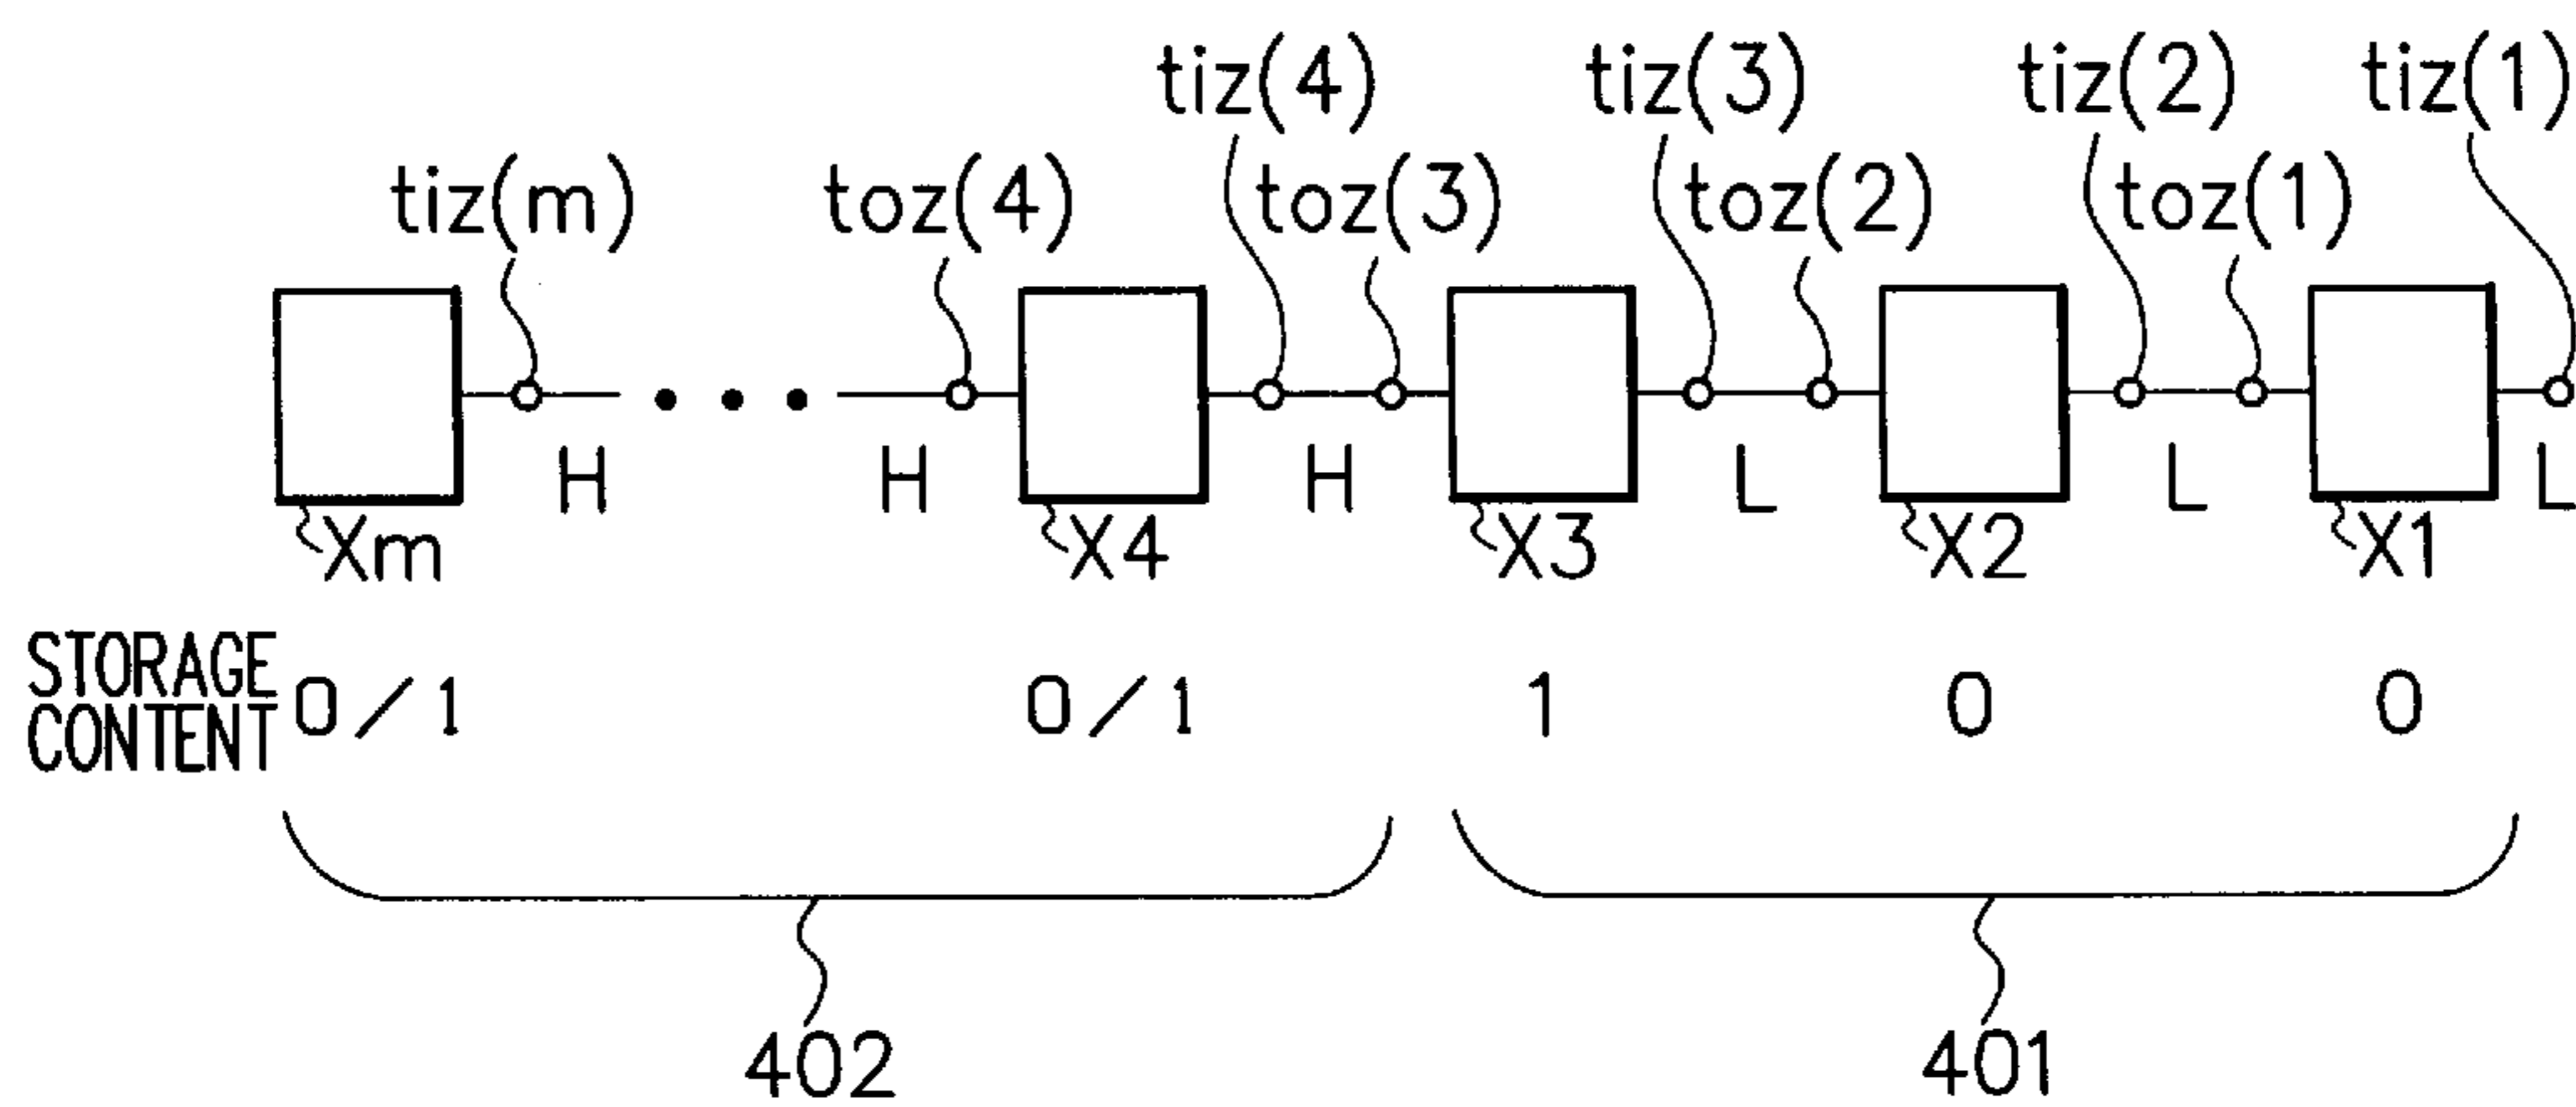 tiz(4) tiz(3) tiz(2) tiz(1)
tiz(m) toz(4) toz(3) toz(2) toz(1)
H H H L L L
Xm X4 X3 X2 X1
STORAGE
CONTENT 0/1 0/1 1 0 0
402 401